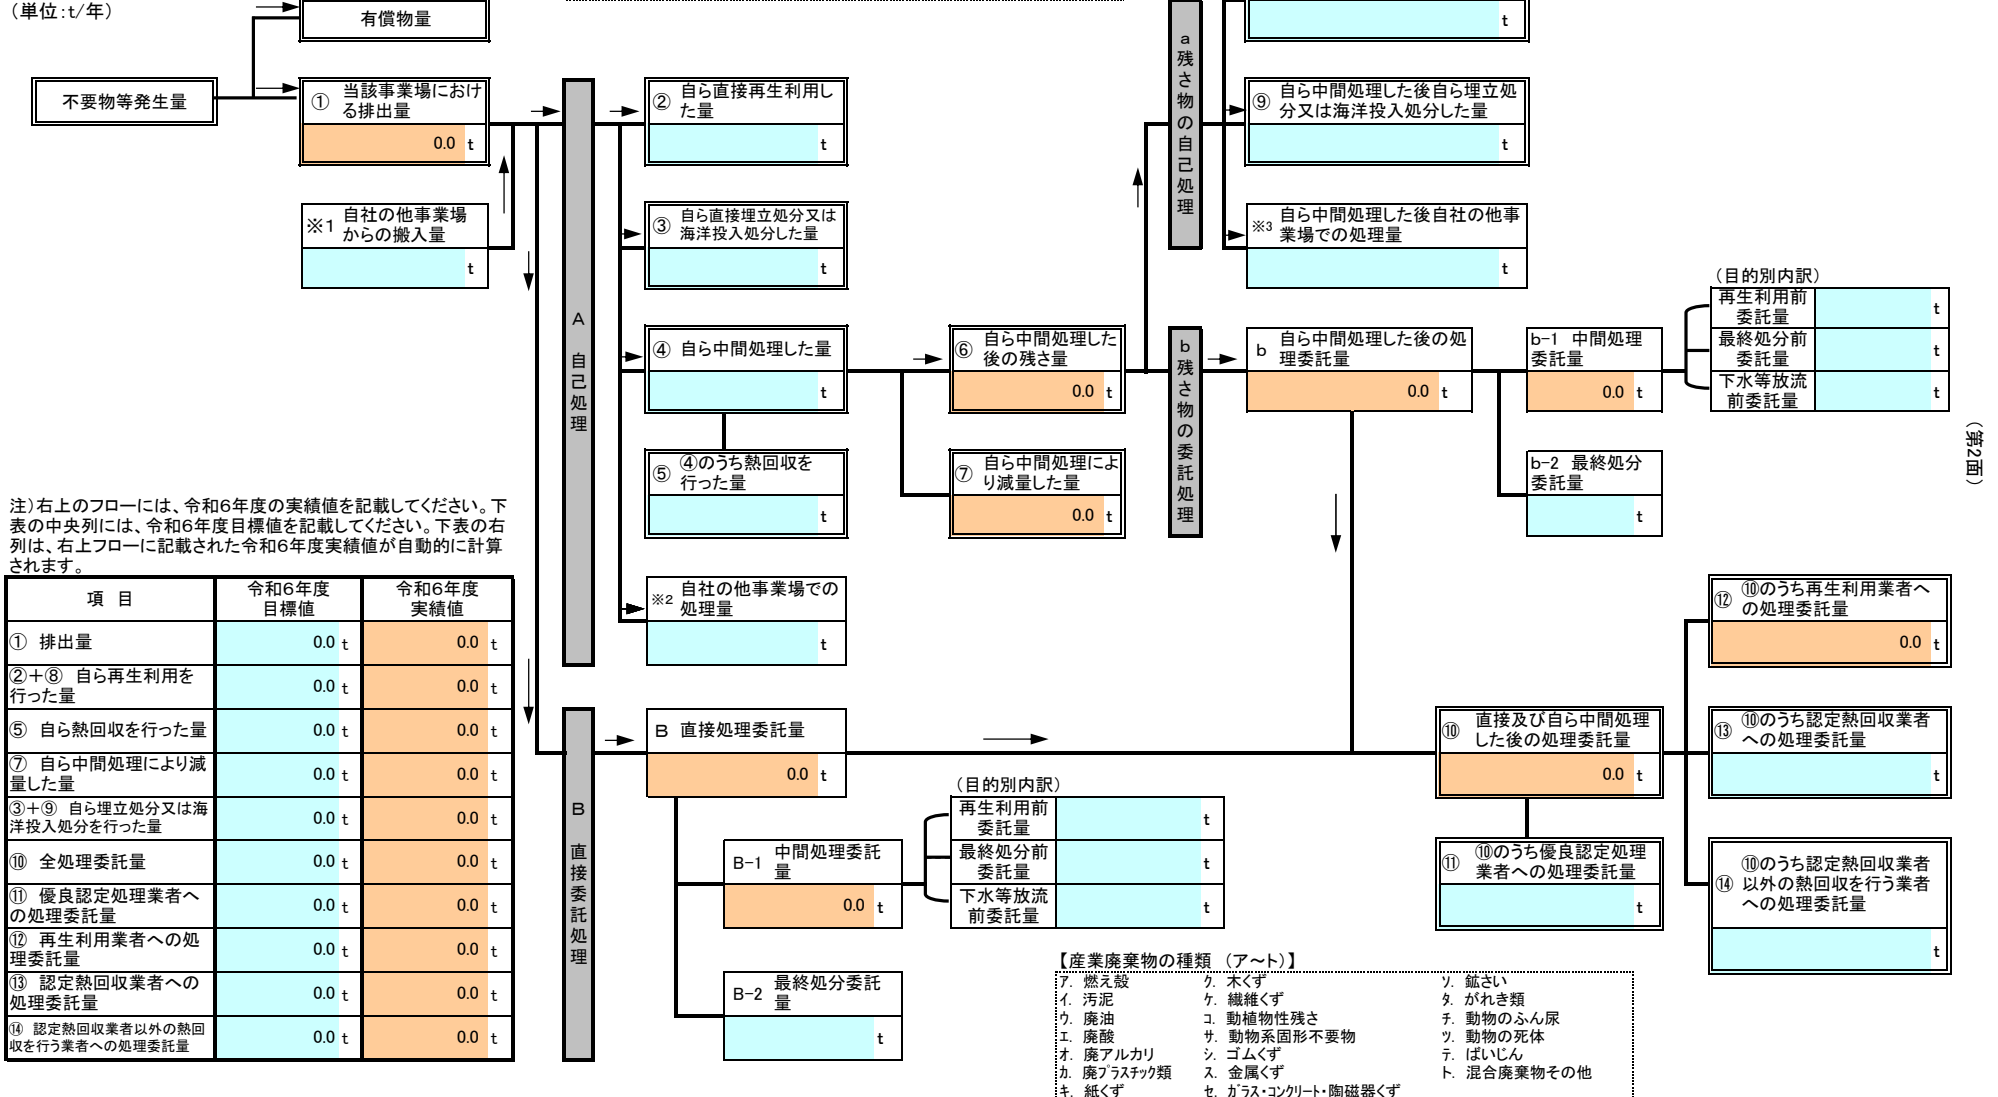 （単位：t/年）
有償物量
不要物等発生量
① 当該事業場におけ
る排出量
0.0 t
※1 自社の他事業場
からの搬入量
t
A 自己処理
② 自ら直接再生利用し
た量
t
③ 自ら直接埋立処分又は
海洋投入処分した量
t
④ 自ら中間処理した量
t
⑤ ④のうち熱回収を
行った量
t
※2 自社の他事業場での
処理量
t
⑥ 自ら中間処理した
後の残さ量
0.0 t
⑦ 自ら中間処理によ
り減量した量
0.0 t
a残さ物の自己処理
t
⑨ 自ら中間処理した後自ら埋立処
分又は海洋投入処分した量
t
※3 自ら中間処理した後自社の他事
業場での処理量
t
b残さ物の委託処理
b 自ら中間処理した後の処
理委託量
0.0 t
b-1 中間処理
委託量
0.0 t
b-2 最終処分
委託量
t
（目的別内訳）
再生利用前
委託量
t
最終処分前
委託量
t
下水等放流
前委託量
t
（第2面）
注）右上のフローには、令和6年度の実績値を記載してください。下
表の中央列には、令和6年度目標値を記載してください。下表の右
列は、右上フローに記載された令和6年度実績値が自動的に計算
されます。
項 目 令和6年度
目標値 令和6年度
実績値
① 排出量 0.0 t 0.0 t
②＋⑧ 自ら再生利用を
行った量 0.0 t 0.0 t
⑤ 自ら熱回収を行った量 0.0 t 0.0 t
⑦ 自ら中間処理により減
量した量 0.0 t 0.0 t
③＋⑨ 自ら埋立処分又は海
洋投入処分を行った量 0.0 t 0.0 t
⑩ 全処理委託量 0.0 t 0.0 t
⑪ 優良認定処理業者へ
の処理委託量 0.0 t 0.0 t
⑫ 再生利用業者への処
理委託量 0.0 t 0.0 t
⑬ 認定熱回収業者への
処理委託量 0.0 t 0.0 t
⑭ 認定熱回収業者以外の熱回
収を行う業者への処理委託量 0.0 t 0.0 t
B 直接委託処理
B 直接処理委託量
0.0 t
B-1 中間処理委託
量
0.0 t
B-2 最終処分委託
量
t
（目的別内訳）
再生利用前
委託量
t
最終処分前
委託量
t
下水等放流
前委託量
t
⑩ 直接及び自ら中間処理
した後の処理委託量
0.0 t
⑪ ⑩のうち優良認定処理
業者への処理委託量
t
⑫ ⑩のうち再生利用業者へ
の処理委託量
0.0 t
⑬ ⑩のうち認定熱回収業者
への処理委託量
t
⑭ ⑩のうち認定熱回収業者
以外の熱回収を行う業者
への処理委託量
t
【産業廃棄物の種類 （ア～ト）】
ア. 燃え殻 ク. 木くず ソ. 鉱さい
イ. 汚泥 ケ. 繊維くず タ. がれき類
ウ. 廃油 コ. 動植物性残さ チ. 動物のふん尿
エ. 廃酸 サ. 動物系固形不要物 ツ. 動物の死体
オ. 廃アルカリ シ. ゴムくず テ. ばいじん
カ. 廃プラスチック類 ス. 金属くず ト. 混合廃棄物その他
キ. 紙くず セ. ガラス・コンクリート・陶磁器くず